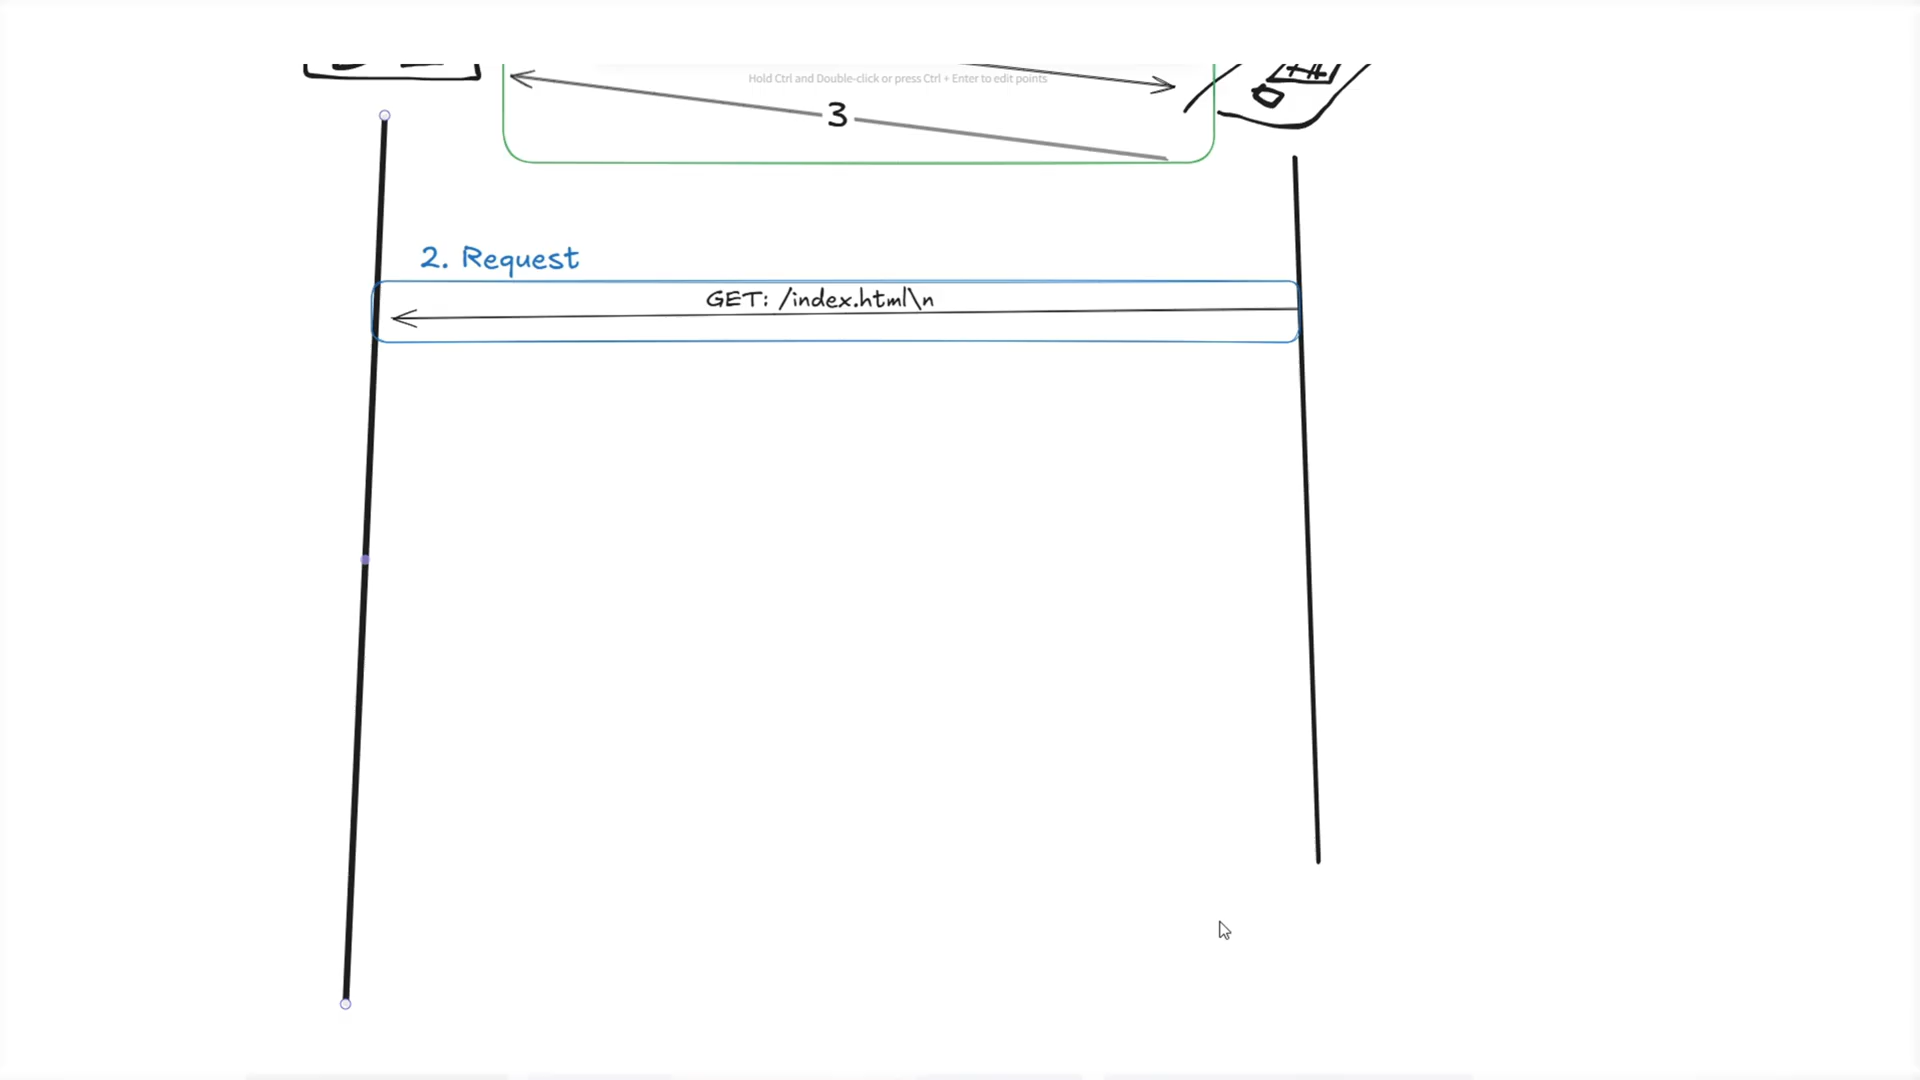 Hold Ctrl and Double-click or press Ctrl + Enter to edit points
3
2. Request
GET: /index.html\n